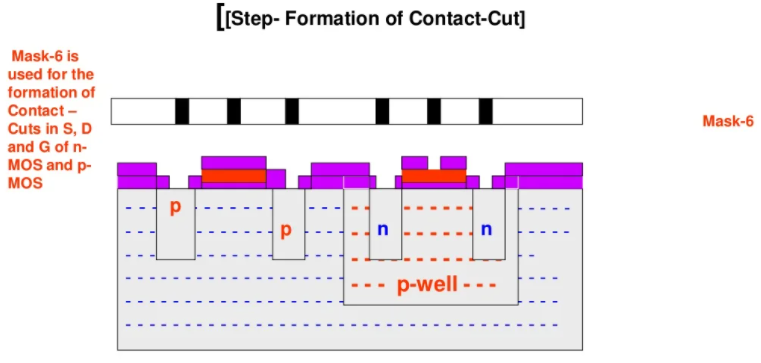 [[Step- Formation of Contact-Cut]
Mask-6 is
used for the
formation of
Contact –
Cuts in S, D
and G of n-
MOS and p-
MOS
Mask-6
p
p
n
n
p-well